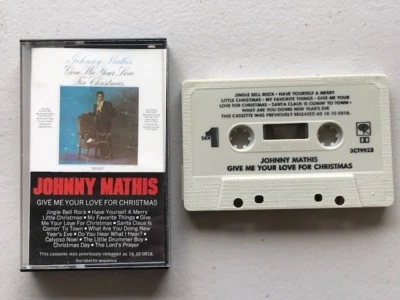 Johnny Mathis
Give Me Your Love
For Christmas
JOHNNY MATHIS
GIVE ME YOUR LOVE FOR CHRISTMAS
Jingle Bell Rock • Have Yourself A Merry
Little Christmas • My Favorite Things • Give
Me Your Love For Christmas • Santa Claus Is
Comin' To Town • What Are You Doing New
Year's Eve • Do You Hear What I Hear? •
Calypso Noel • The Little Drummer Boy •
Christmas Day • The Lord's Prayer
This cassette was previously released as 16 10 0818.
See label for sequence
JINGLE BELL ROCK • HAVE YOURSELF A MERRY
LITTLE CHRISTMAS • MY FAVORITE THINGS • GIVE ME YOUR
LOVE FOR CHRISTMAS • SANTA CLAUS IS COMIN' TO TOWN •
WHAT ARE YOU DOING NEW YEAR'S EVE
THIS CASSETTE WAS PREVIOUSLY RELEASED AS 16 10 0818.
SIDE
1
3CT9923
JOHNNY MATHIS
GIVE ME YOUR LOVE FOR CHRISTMAS